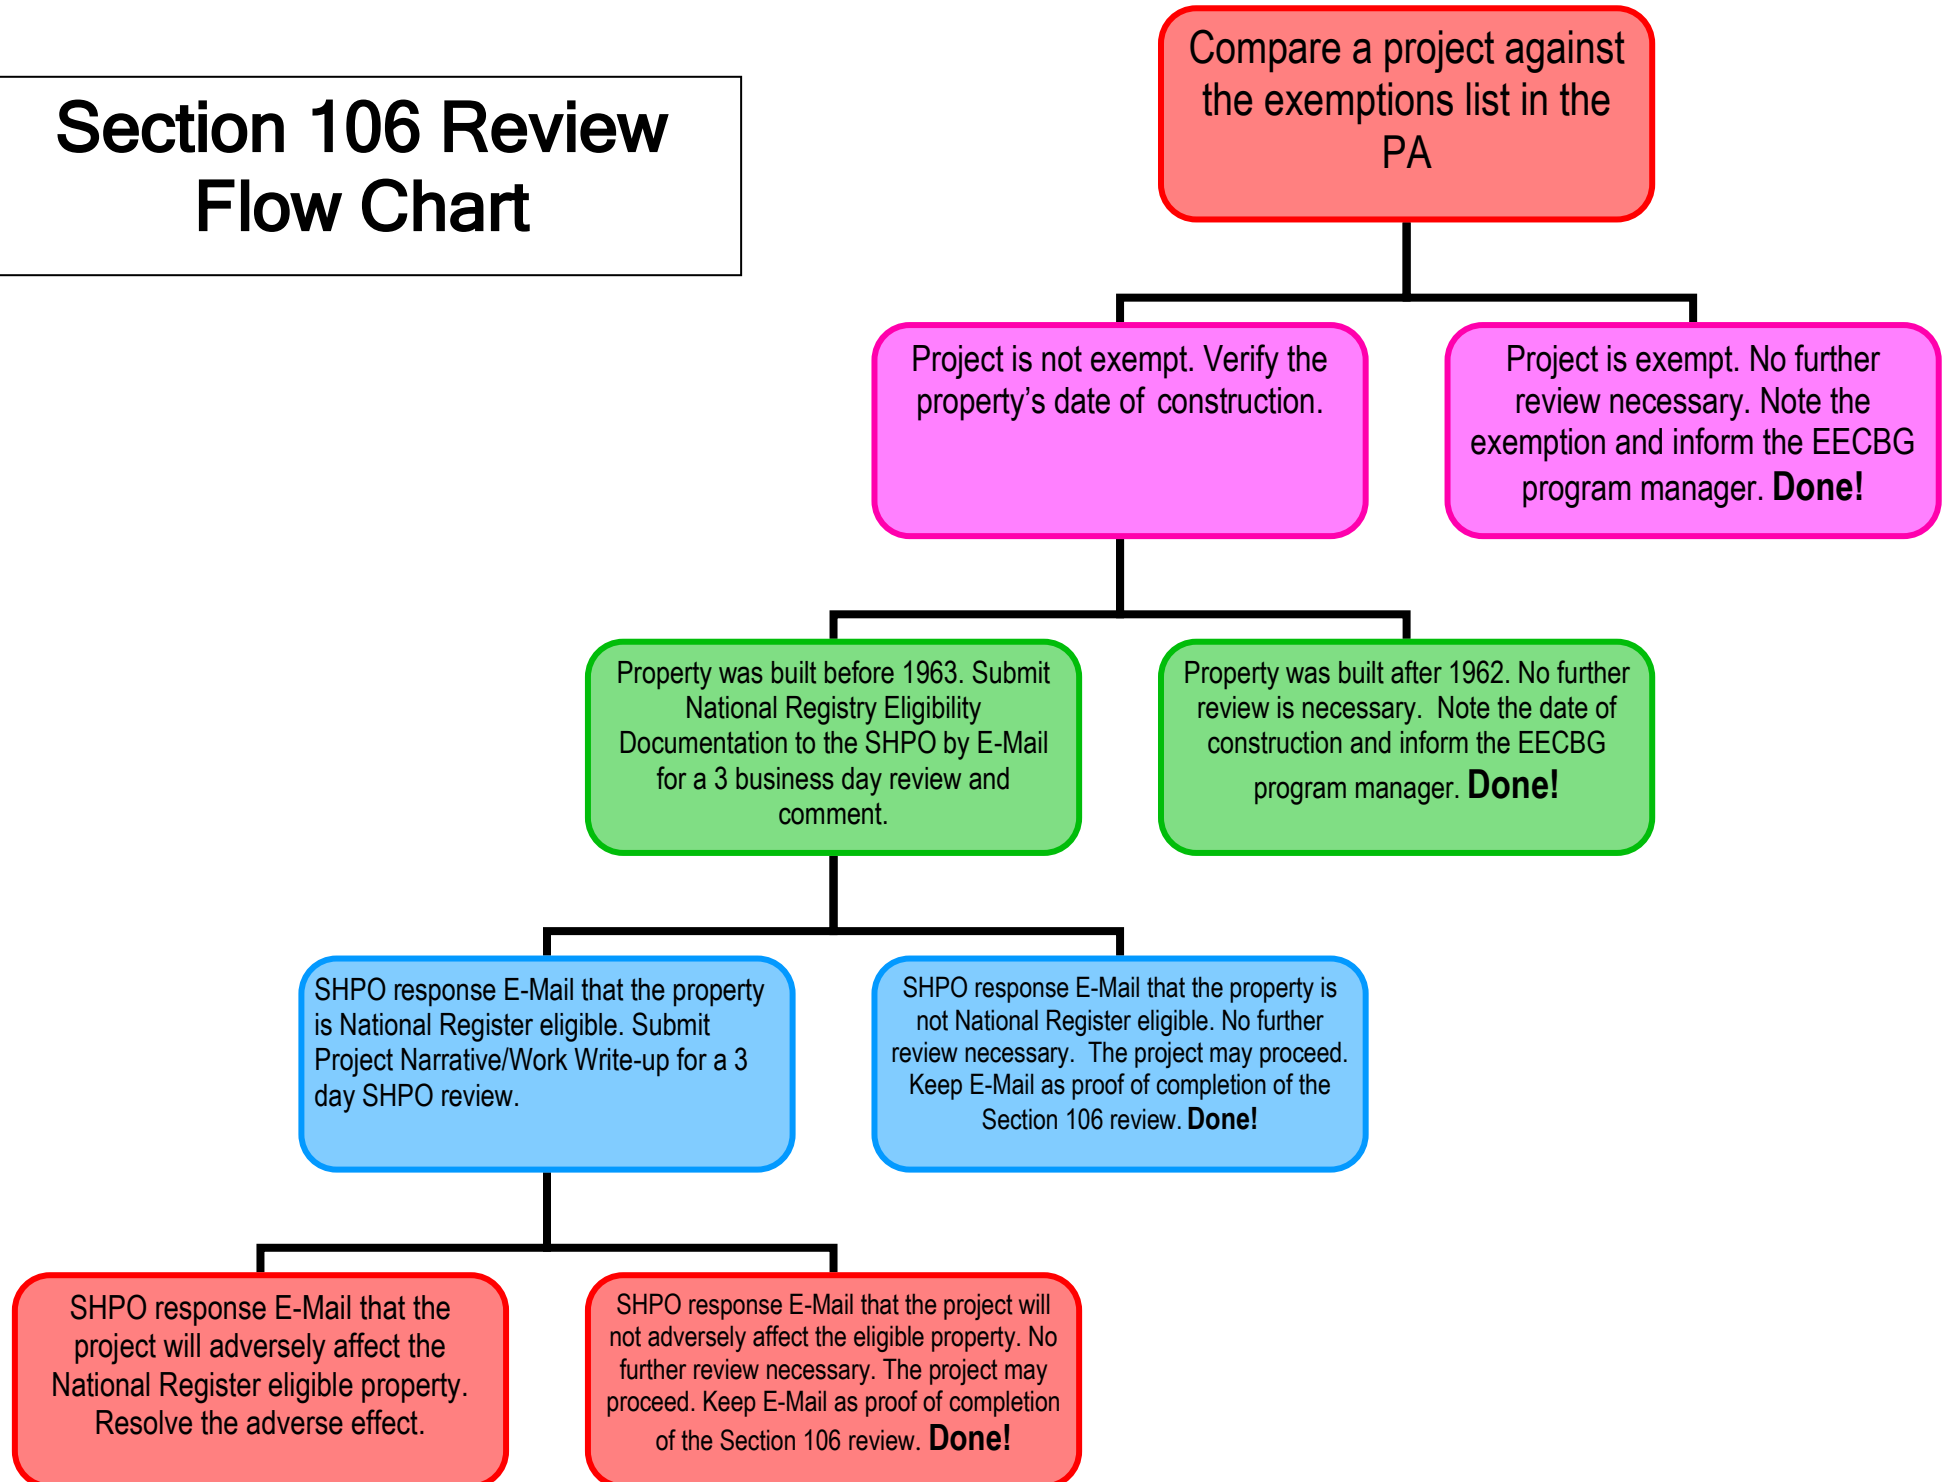 Section 106 Review
Flow Chart
Compare a project against
the exemptions list in the
PA
Project is not exempt. Verify the
property’s date of construction.
Project is exempt. No further
review necessary. Note the
exemption and inform the EECBG
program manager. Done!
Property was built before 1963. Submit
National Registry Eligibility
Documentation to the SHPO by E-Mail
for a 3 business day review and
comment.
Property was built after 1962. No further
review is necessary.  Note the date of
construction and inform the EECBG
program manager. Done!
SHPO response E-Mail that the property
is National Register eligible. Submit
Project Narrative/Work Write-up for a 3
day SHPO review.
SHPO response E-Mail that the property is
not National Register eligible. No further
review necessary.  The project may proceed.
Keep E-Mail as proof of completion of the
Section 106 review. Done!
SHPO response E-Mail that the
project will adversely affect the
National Register eligible property.
Resolve the adverse effect.
SHPO response E-Mail that the project will
not adversely affect the eligible property. No
further review necessary. The project may
proceed. Keep E-Mail as proof of completion
of the Section 106 review. Done!